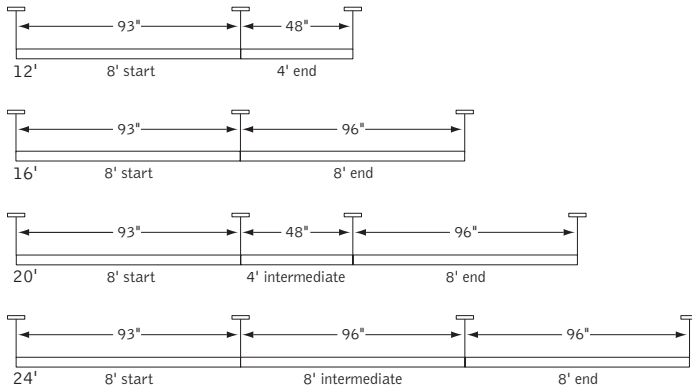 93" 48"
12' 8' start 4' end
93" 96"
16' 8' start 8' end
93" 48" 96"
20' 8' start 4' intermediate 8' end
93" 96" 96"
24' 8' start 8' intermediate 8' end